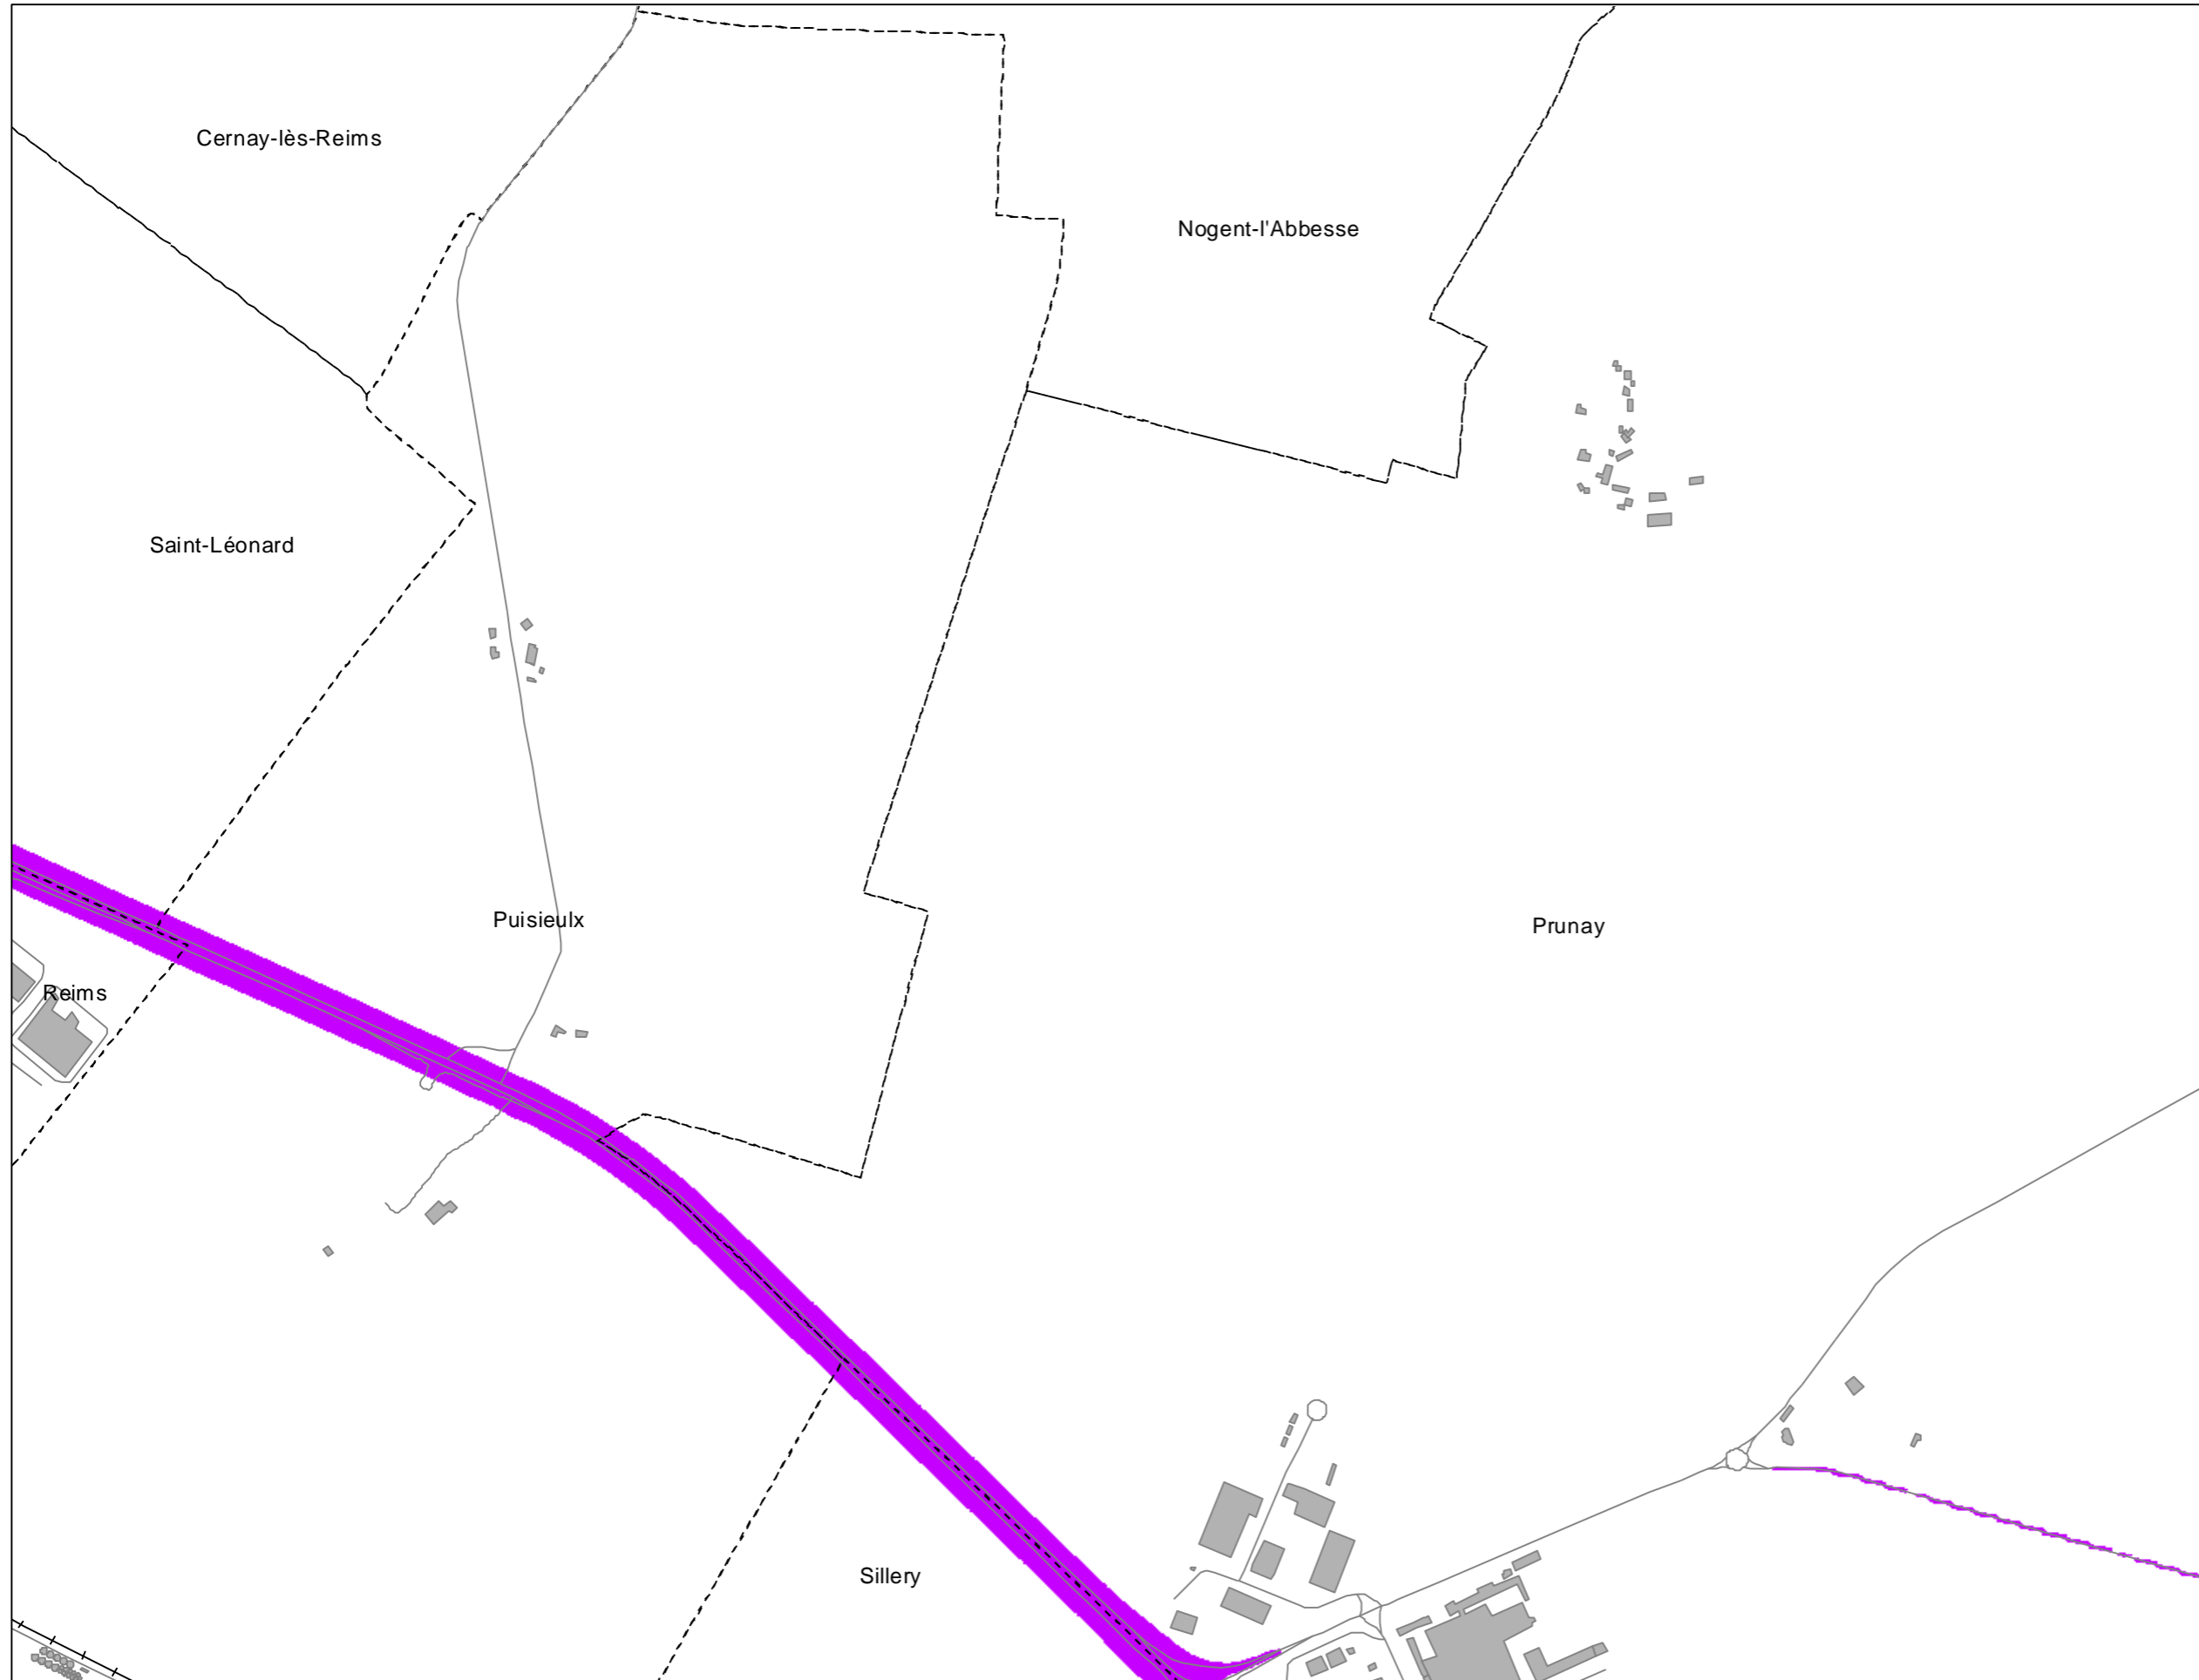 Cernay-lès-Reims
Nogent-l'Abbesse
Saint-Léonard
Puisieulx
Prunay
Reims
Sillery